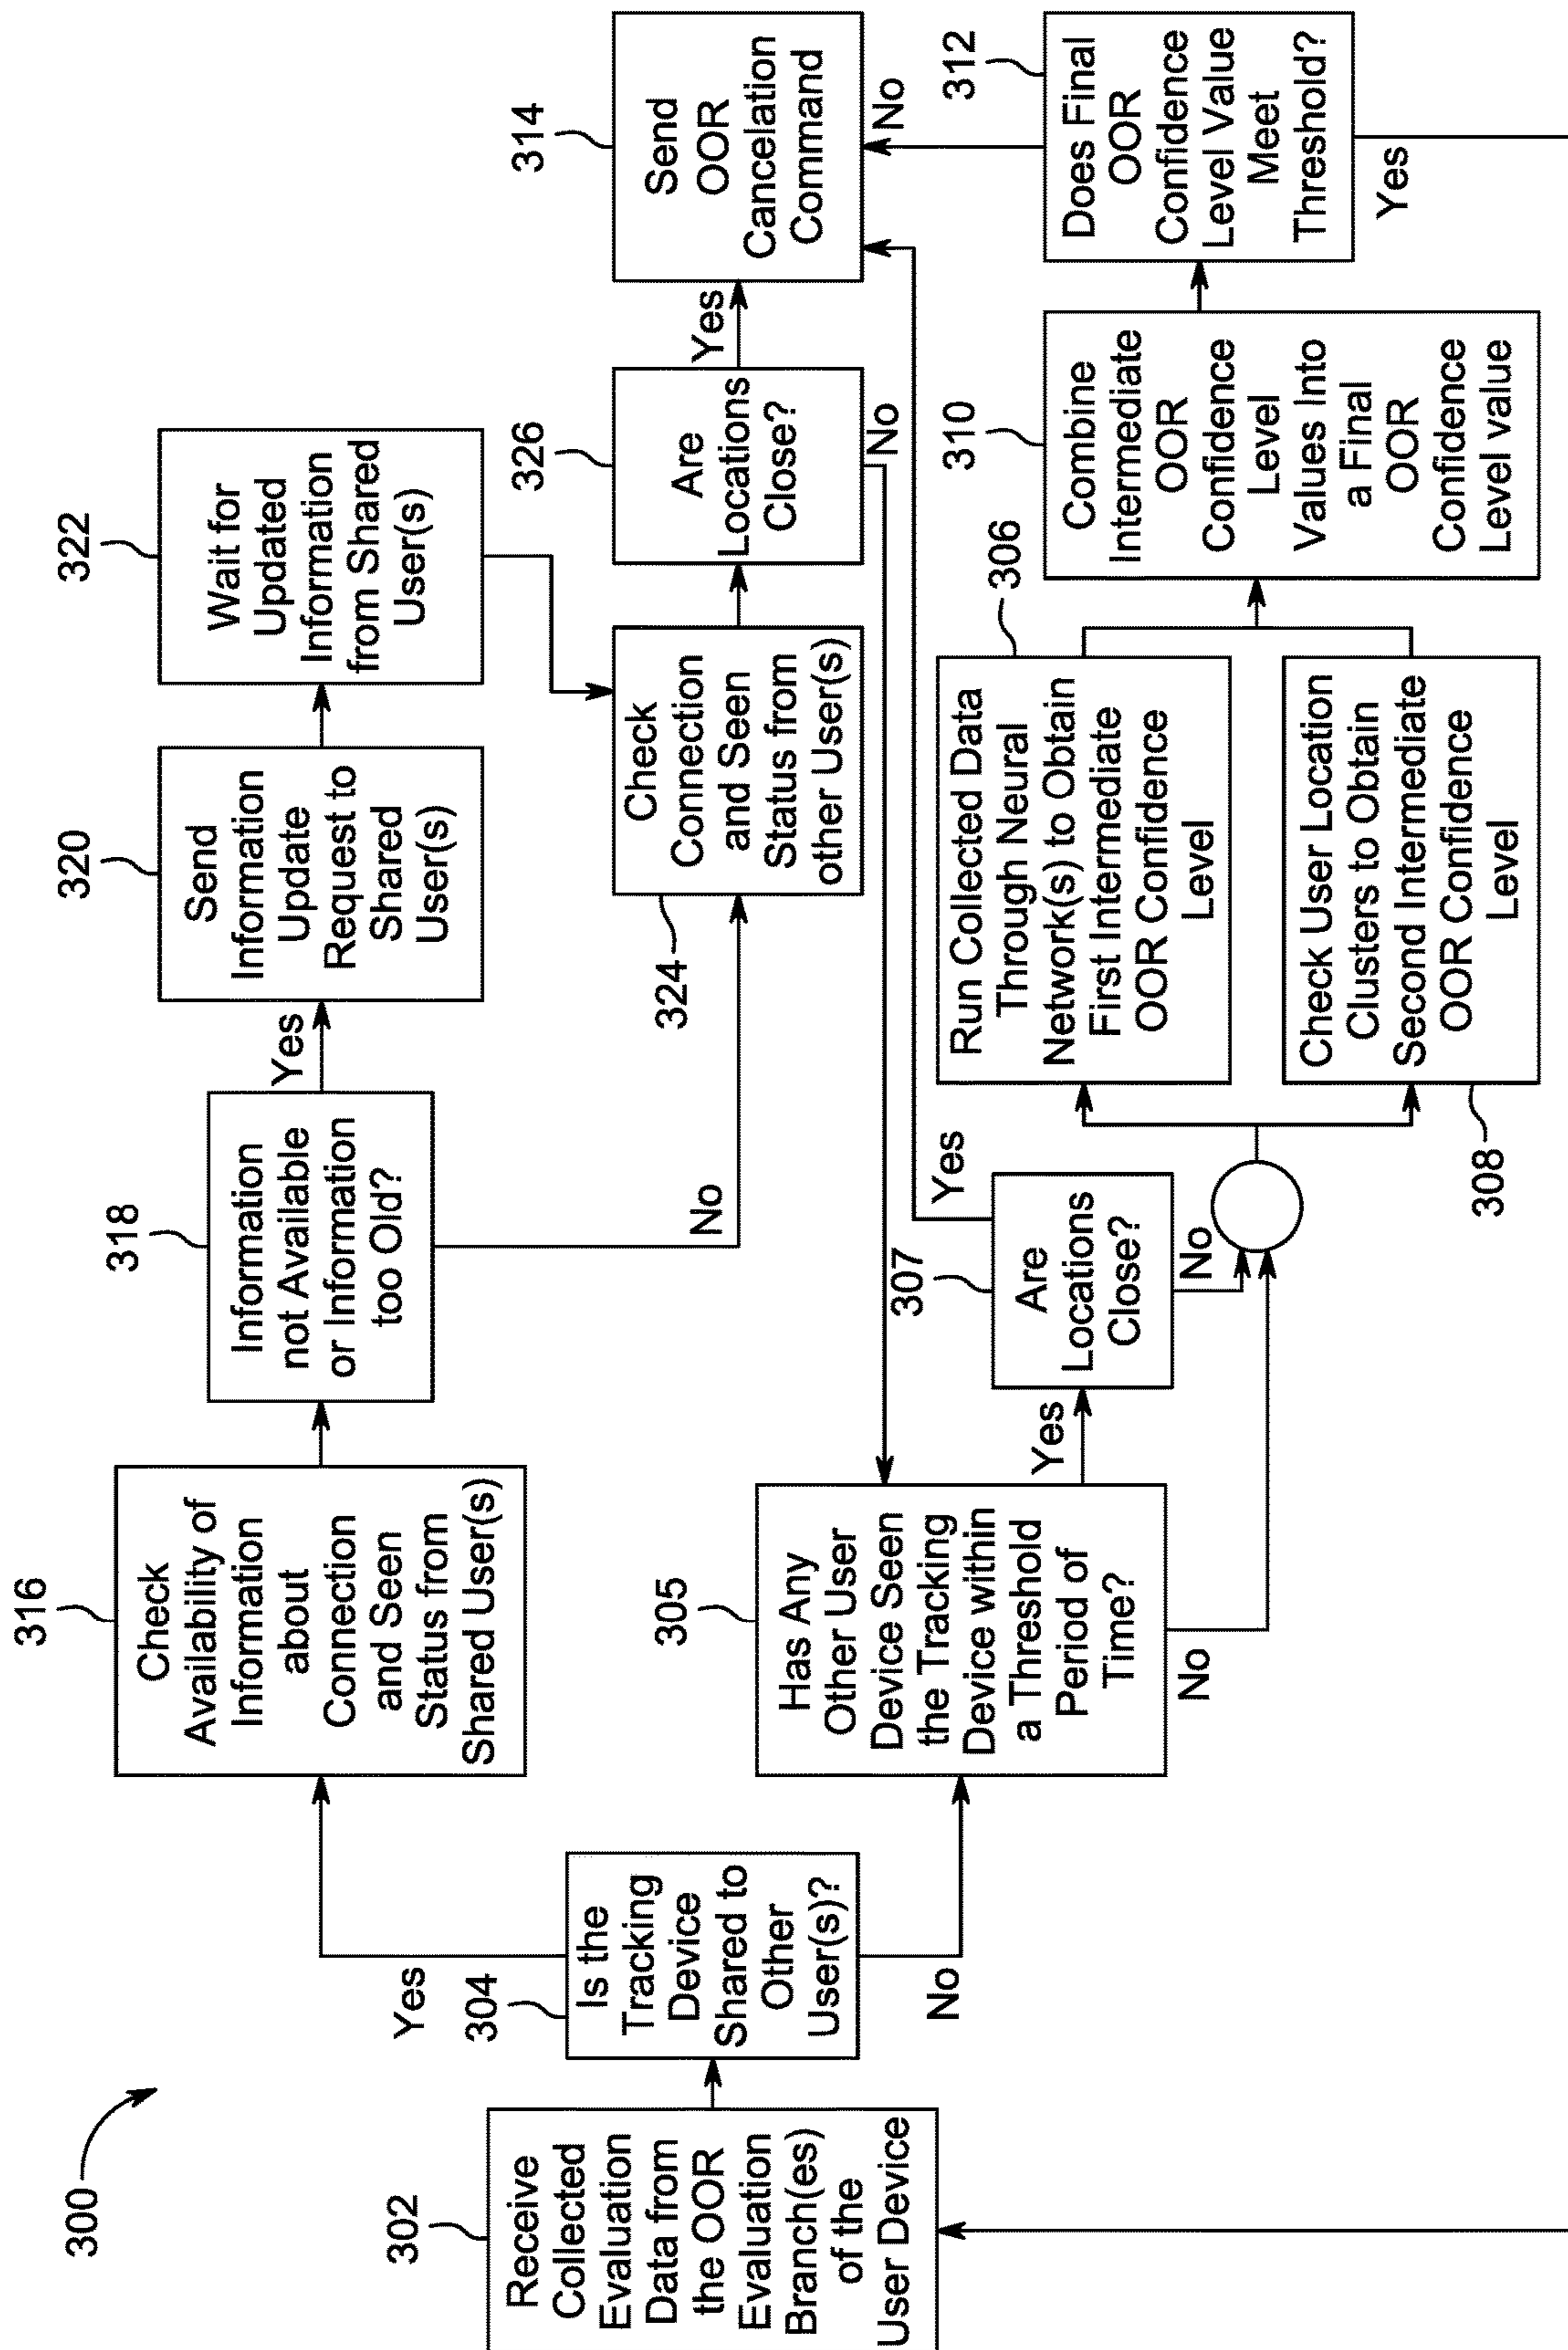 300
302
Receive
Collected
Evaluation
Data from
the OOR
Evaluation
Branch(es)
of the
User Device
304
Is the
Tracking
Device
Shared to
Other
User(s)?
Yes
No
316
Check
Availability of
Information
about
Connection
and Seen
Status from
Shared User(s)
318
Information
not Available
or Information
too Old?
Yes
No
320
Send
Information
Update
Request to
Shared
User(s)
322
Wait for
Updated
Information
from Shared
User(s)
324
Check
Connection
and Seen
Status from
other User(s)
326
Are
Locations
Close?
Yes
No
314
Send
OOR
Cancelation
Command
305
Has Any
Other User
Device Seen
the Tracking
Device within
a Threshold
Period of
Time?
Yes
No
307
Are
Locations
Close?
Yes
No
306
Run Collected Data
Through Neural
Network(s) to Obtain
First Intermediate
OOR Confidence
Level
308
Check User Location
Clusters to Obtain
Second Intermediate
OOR Confidence
Level
310
Combine
Intermediate
OOR
Confidence
Level
Values Into
a Final
OOR
Confidence
Level value
312
Does Final
OOR
Confidence
Level Value
Meet
Threshold?
No
Yes